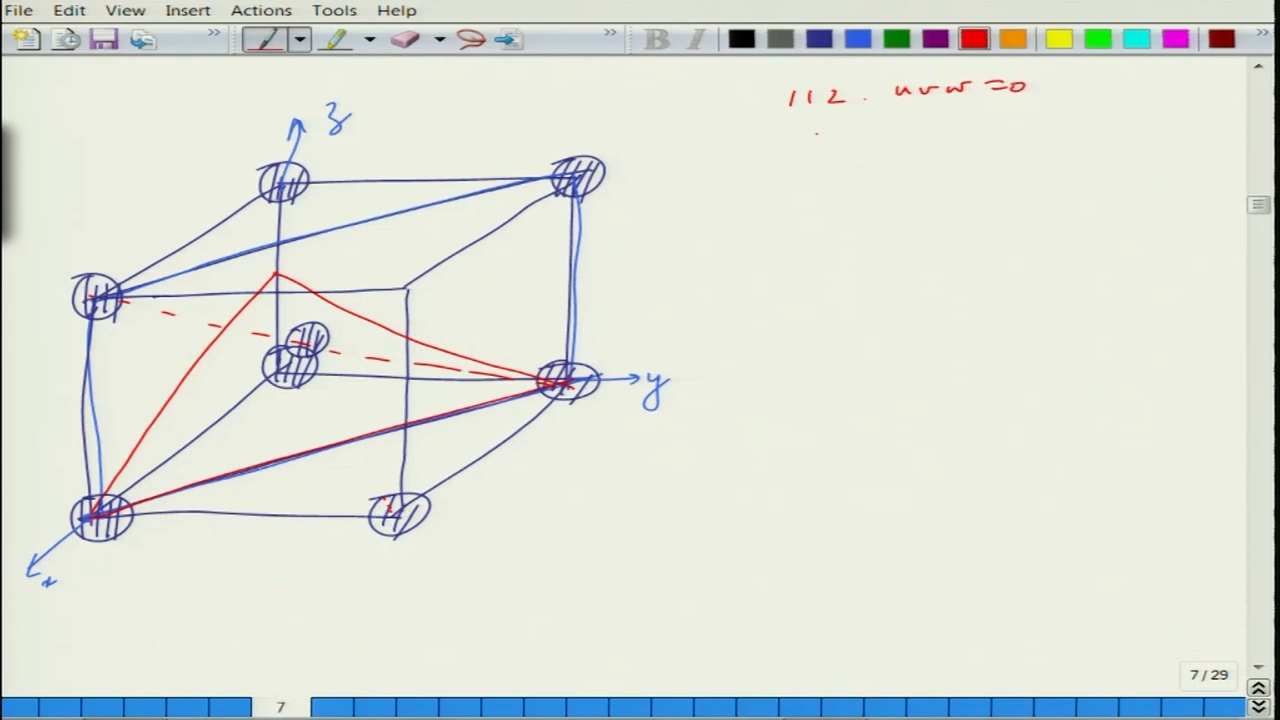 File Edit View Insert Actions Tools Help
B I
112. uvw = 0
z
y
x
7 / 29
7